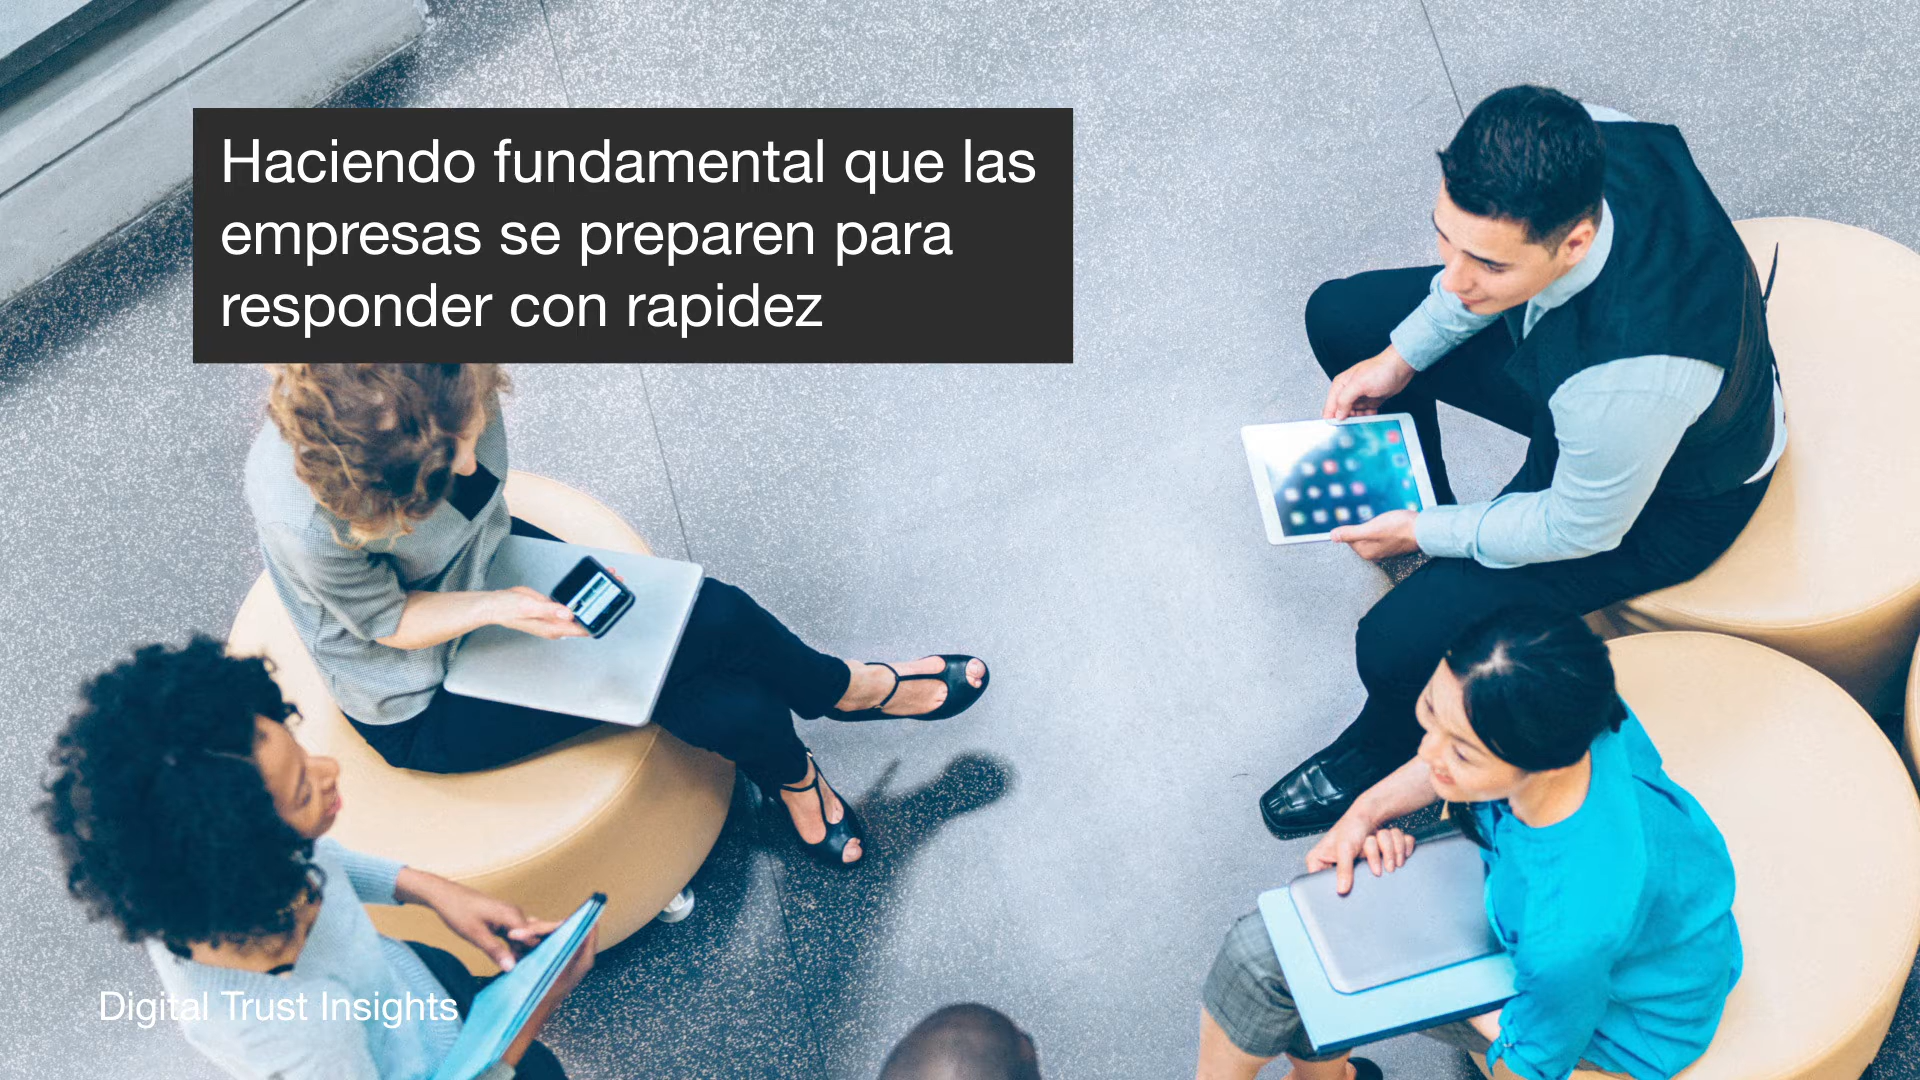 Haciendo fundamental que las
empresas se preparen para
responder con rapidez
Digital Trust Insights